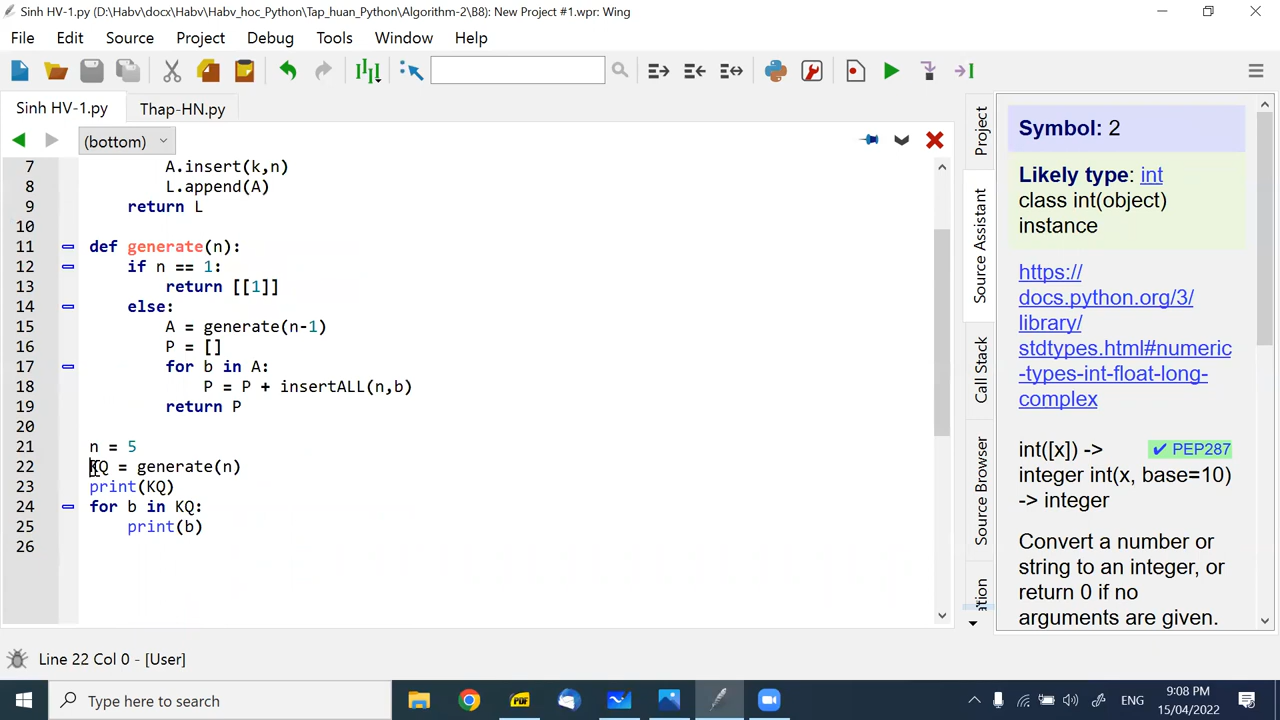 Sinh HV-1.py (D:\Habv\docx\Habv\Habv_hoc_Python\Tap_huan_Python\Algorithm-2\B8): New Project #1.wpr: Wing
File Edit Source Project Debug Tools Window Help
Sinh HV-1.py Thap-HN.py
(bottom)
7 A.insert(k,n)
8 L.append(A)
9 return L
10
11 def generate(n):
12 if n == 1:
13 return [[1]]
14 else:
15 A = generate(n-1)
16 P = []
17 for b in A:
18 P = P + insertALL(n,b)
19 return P
20
21 n = 5
22 KQ = generate(n)
23 print(KQ)
24 for b in KQ:
25 print(b)
26
Project
Source Assistant
Call Stack
Source Browser
Symbol: 2
Likely type: int
class int(object)
instance
https://
docs.python.org/3/
library/
stdtypes.html#numeric
-types-int-float-long-
complex
int([x]) -> ✔ PEP287
integer int(x, base=10)
-> integer
Convert a number or
string to an integer, or
return 0 if no
arguments are given.
Line 22 Col 0 - [User]
Type here to search
PDF
ENG
9:08 PM
15/04/2022